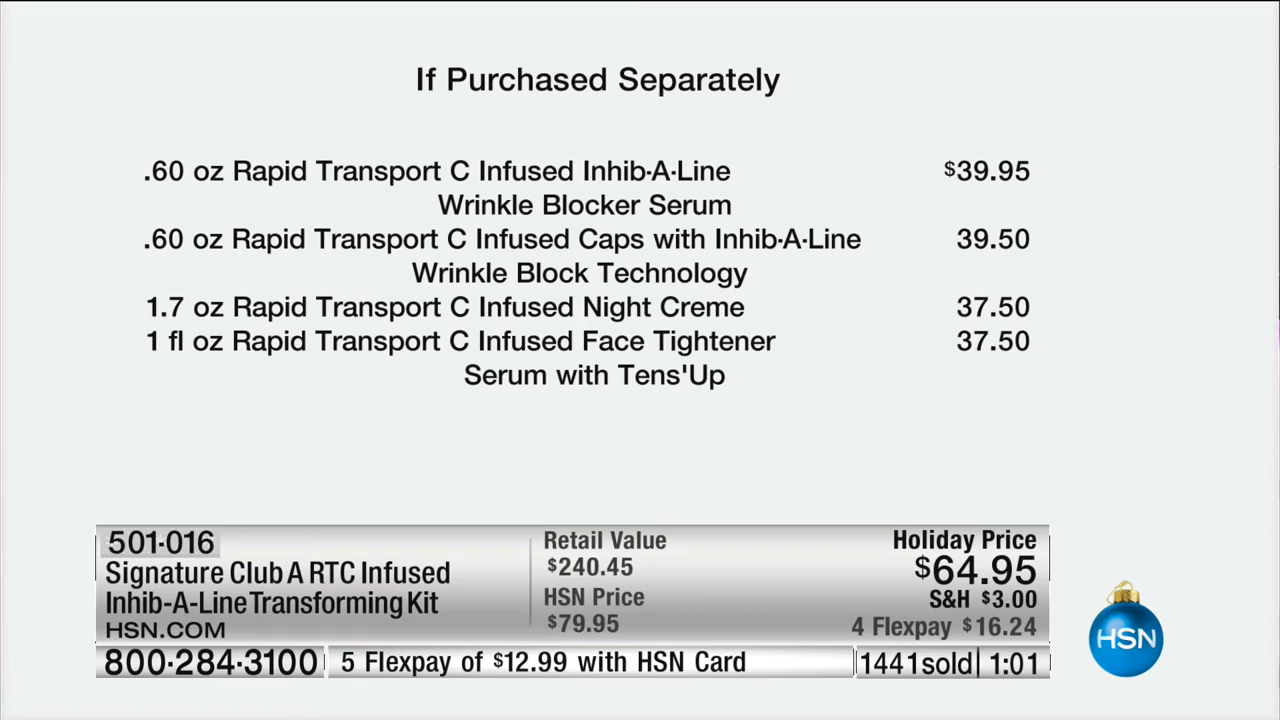 If Purchased Separately
.60 oz Rapid Transport C Infused Inhib·A·Line $39.95
Wrinkle Blocker Serum
.60 oz Rapid Transport C Infused Caps with Inhib·A·Line 39.50
Wrinkle Block Technology
1.7 oz Rapid Transport C Infused Night Creme 37.50
1 fl oz Rapid Transport C Infused Face Tightener 37.50
Serum with Tens'Up
501·016
Signature Club A RTC Infused
Inhib-A-Line Transforming Kit
HSN.COM
Retail Value
$240.45
HSN Price
$79.95
Holiday Price
$64.95
S&H $3.00
4 Flexpay $16.24
800·284·3100
5 Flexpay of $12.99 with HSN Card
1441 sold
1:01
HSN